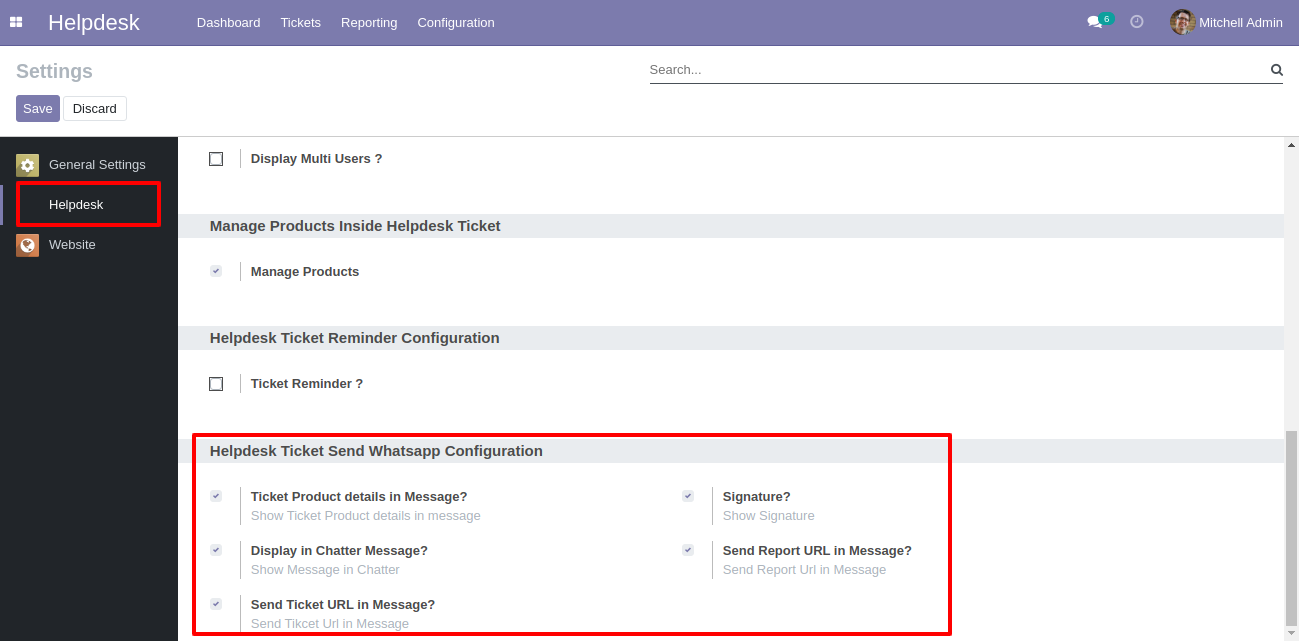 Helpdesk Dashboard Tickets Reporting Configuration 6 Mitchell Admin
Settings Search...
Save Discard
General Settings
Helpdesk
Website
Display Multi Users ?
Manage Products Inside Helpdesk Ticket
Manage Products
Helpdesk Ticket Reminder Configuration
Ticket Reminder ?
Helpdesk Ticket Send Whatsapp Configuration
Ticket Product details in Message? Signature?
Show Ticket Product details in message Show Signature
Display in Chatter Message? Send Report URL in Message?
Show Message in Chatter Send Report Url in Message
Send Ticket URL in Message?
Send Tikcet Url in Message